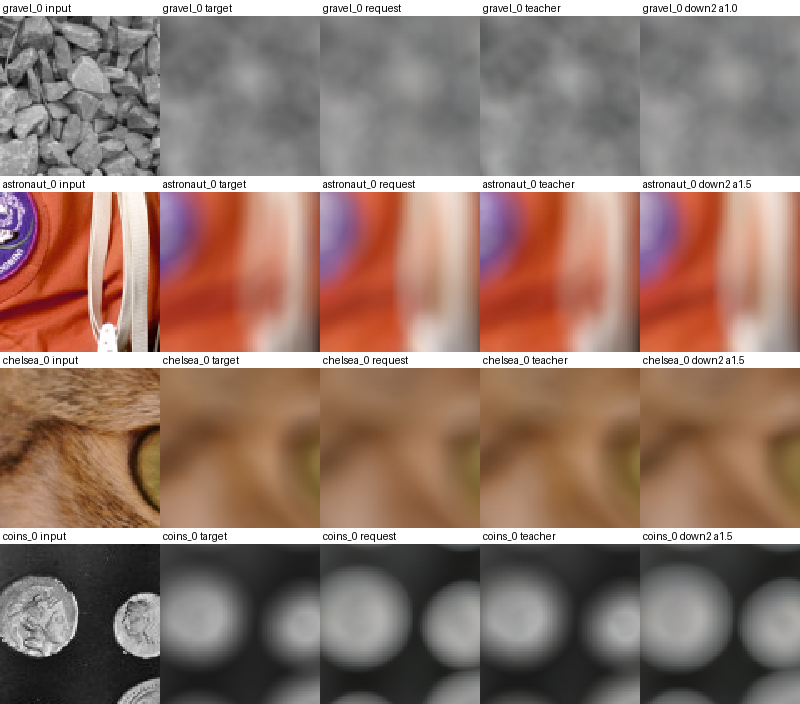 gravel_0 input gravel_0 target gravel_0 request gravel_0 teacher gravel_0 down2 a1.0
astronaut_0 input astronaut_0 target astronaut_0 request astronaut_0 teacher astronaut_0 down2 a1.5
chelsea_0 input chelsea_0 target chelsea_0 request chelsea_0 teacher chelsea_0 down2 a1.5
coins_0 input coins_0 target coins_0 request coins_0 teacher coins_0 down2 a1.5